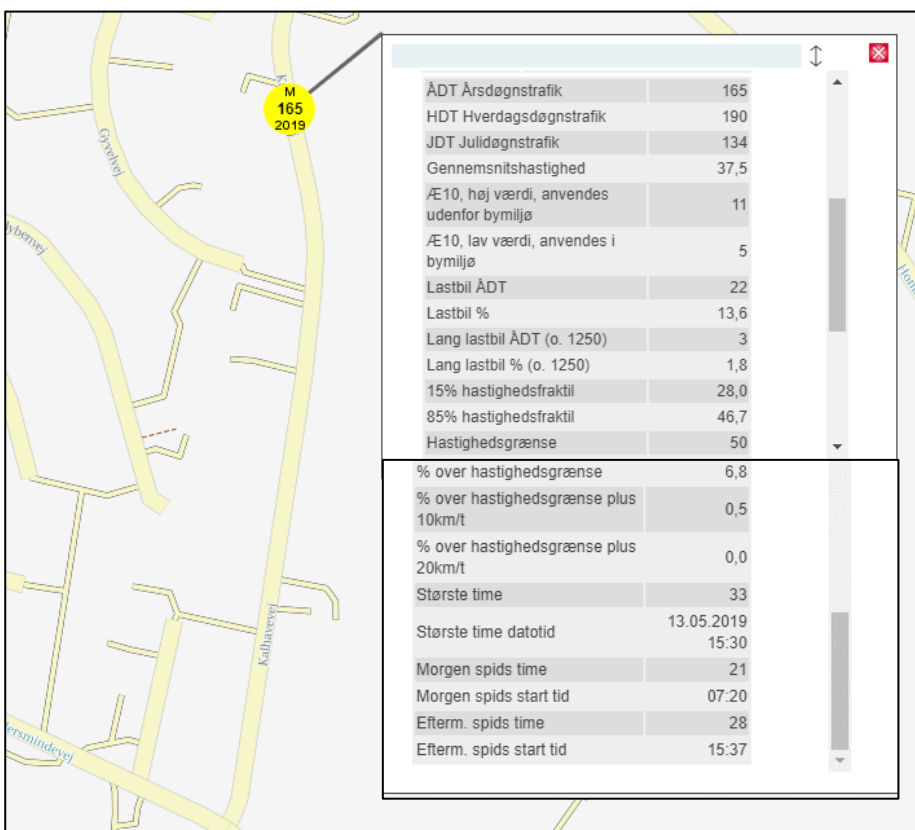 M
165
2019
Gyvelvej
Kalhavevej
ÅDT Årsdøgnstrafik 165
HDT Hverdagsdøgnstrafik 190
JDT Julidøgnstrafik 134
Gennemsnitshastighed 37,5
Æ10, høj værdi, anvendes
udenfor bymiljø 11
Æ10, lav værdi, anvendes i
bymiljø 5
Lastbil ÅDT 22
Lastbil % 13,6
Lang lastbil ÅDT (o. 1250) 3
Lang lastbil % (o. 1250) 1,8
15% hastighedsfraktil 28,0
85% hastighedsfraktil 46,7
Hastighedsgrænse 50
% over hastighedsgrænse 6,8
% over hastighedsgrænse plus
10km/t 0,5
% over hastighedsgrænse plus
20km/t 0,0
Største time 33
Største time datotid 13.05.2019
15:30
Morgen spids time 21
Morgen spids start tid 07:20
Efterm. spids time 28
Efterm. spids start tid 15:37